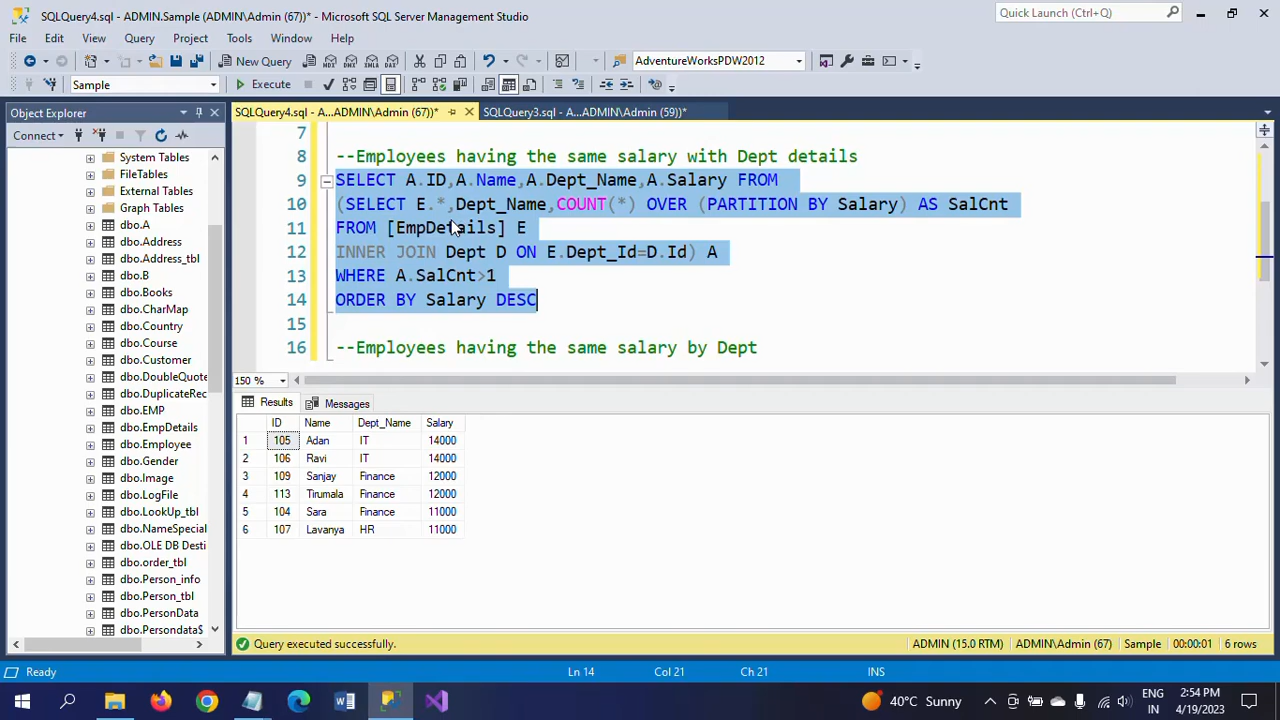 SQLQuery4.sql - ADMIN.Sample (ADMIN\Admin (67))* - Microsoft SQL Server Management Studio
Quick Launch (Ctrl+Q)
File Edit View Query Project Tools Window Help
New Query AdventureWorksPDW2012
Sample Execute
Object Explorer
SQLQuery4.sql - A...ADMIN\Admin (67))* SQLQuery3.sql - A...ADMIN\Admin (59))*
Connect
System Tables
FileTables
External Tables
Graph Tables
dbo.A
dbo.Address
dbo.Address_tbl
dbo.B
dbo.Books
dbo.CharMap
dbo.Country
dbo.Course
dbo.Customer
dbo.DoubleQuote
dbo.DuplicateRec
dbo.EMP
dbo.EmpDetails
dbo.Employee
dbo.Gender
dbo.Image
dbo.LogFile
dbo.LookUp_tbl
dbo.NameSpecial
dbo.OLE DB Desti
dbo.order_tbl
dbo.Person_info
dbo.Person_tbl
dbo.PersonData
dbo.Persondata$
7
8 --Employees having the same salary with Dept details
9 SELECT A.ID,A.Name,A.Dept_Name,A.Salary FROM
10 (SELECT E.*,Dept_Name,COUNT(*) OVER (PARTITION BY Salary) AS SalCnt
11 FROM [EmpDetails] E
12 INNER JOIN Dept D ON E.Dept_Id=D.Id) A
13 WHERE A.SalCnt>1
14 ORDER BY Salary DESC
15
16 --Employees having the same salary by Dept
150 %
Results Messages
ID Name Dept_Name Salary
1 105 Adan IT 14000
2 106 Ravi IT 14000
3 109 Sanjay Finance 12000
4 113 Tirumala Finance 12000
5 104 Sara Finance 11000
6 107 Lavanya HR 11000
Query executed successfully. ADMIN (15.0 RTM) ADMIN\Admin (67) Sample 00:00:01 6 rows
Ready Ln 14 Col 21 Ch 21 INS
40°C Sunny ENG IN 2:54 PM 4/19/2023